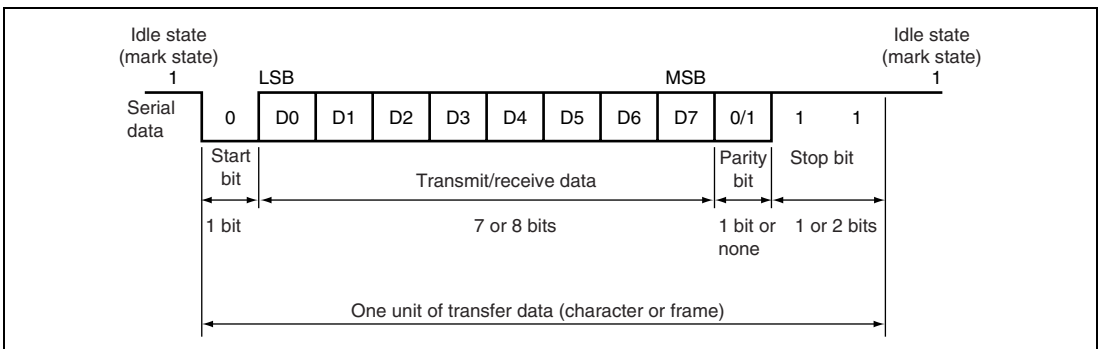 Idle state
(mark state)
1
Idle state
(mark state)
1
LSB
MSB
Serial
data
0 D0 D1 D2 D3 D4 D5 D6 D7 0/1 1 1
Start
bit
Transmit/receive data
Parity
bit
Stop bit
1 bit
7 or 8 bits
1 bit or
none
1 or 2 bits
One unit of transfer data (character or frame)